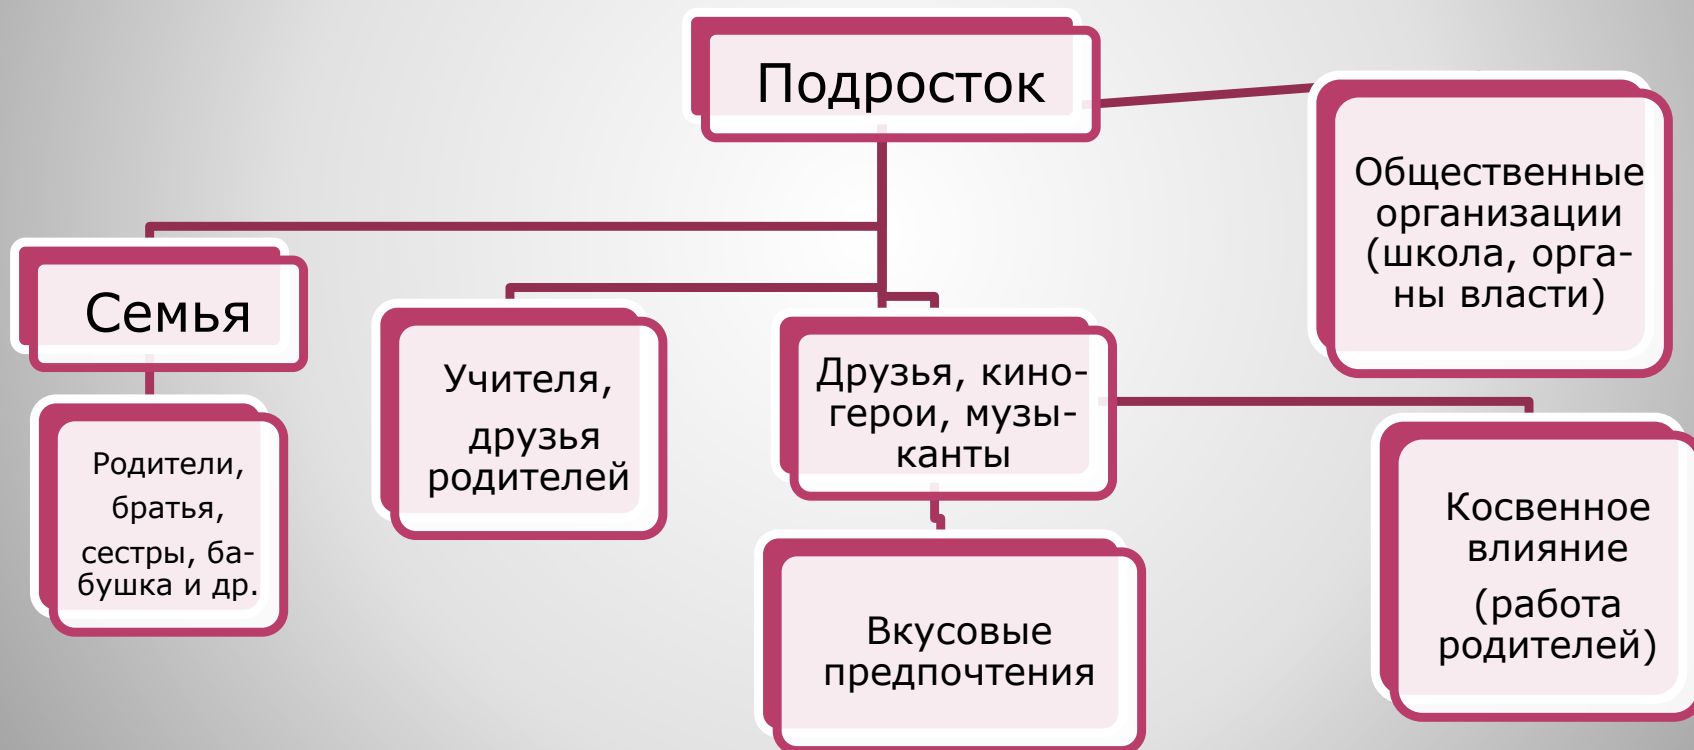 Подросток
Общественные
организации
(школа, орга-
ны власти)
Семья
Учителя,
друзья
родителей
Друзья, кино-
герои, музы-
канты
Родители,
братья,
сестры, ба-
бушка и др.
Косвенное
влияние
(работа
родителей)
Вкусовые
предпочтения